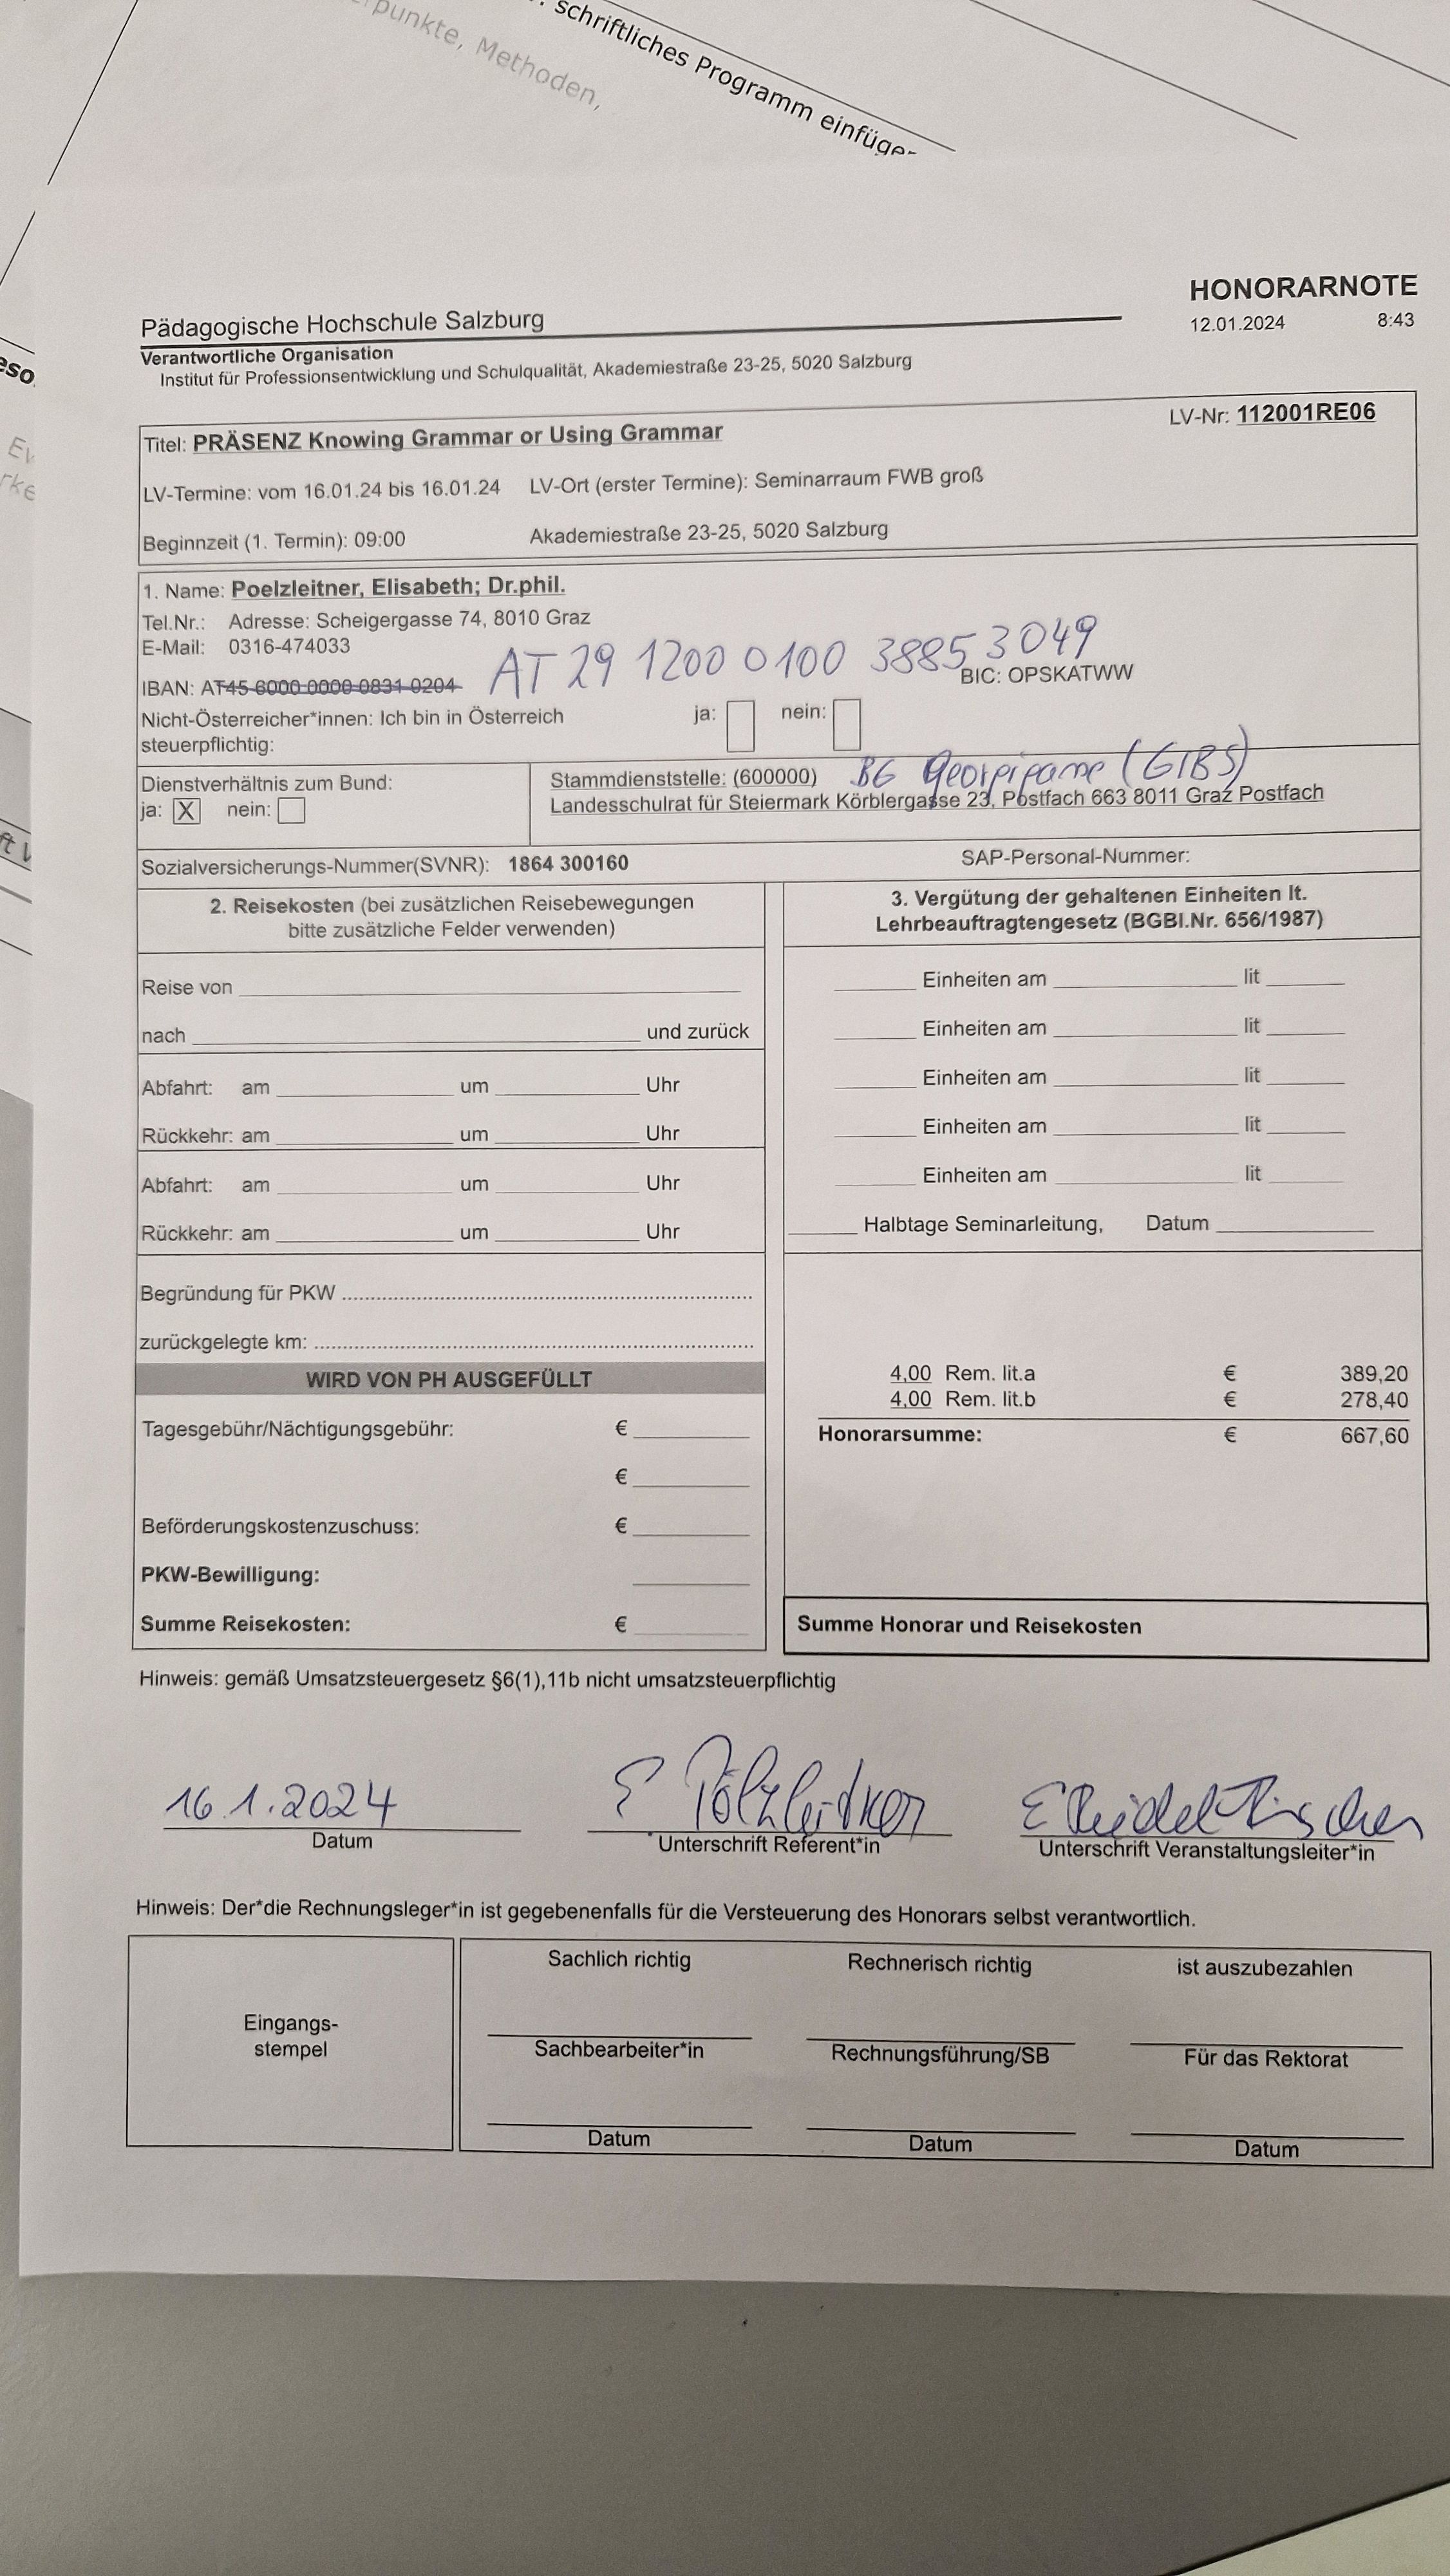 punkte, Methoden,
schriftliches Programm einfüge
HONORARNOTE
12.01.2024 8:43
Pädagogische Hochschule Salzburg
Verantwortliche Organisation
Institut für Professionsentwicklung und Schulqualität, Akademiestraße 23-25, 5020 Salzburg
LV-Nr: 112001RE06
Titel: PRÄSENZ Knowing Grammar or Using Grammar
LV-Termine: vom 16.01.24 bis 16.01.24 LV-Ort (erster Termine): Seminarraum FWB groß
Beginnzeit (1. Termin): 09:00 Akademiestraße 23-25, 5020 Salzburg
1. Name: Poelzleitner, Elisabeth; Dr.phil.
Tel.Nr.: Adresse: Scheigergasse 74, 8010 Graz
E-Mail: 0316-474033
AT 29 1200 0100 3885 3049
IBAN: AT45 6000 0000 0831 0204 BIC: OPSKATWW
Nicht-Österreicher*innen: Ich bin in Österreich ja: nein:
steuerpflichtig:
Dienstverhältnis zum Bund: Stammdienststelle: (600000) BG (GIBS)
ja: X nein: Landesschulrat für Steiermark Körblergasse 23, Postfach 663 8011 Graz Postfach
Sozialversicherungs-Nummer(SVNR): 1864 300160 SAP-Personal-Nummer:
2. Reisekosten (bei zusätzlichen Reisebewegungen
bitte zusätzliche Felder verwenden)
Reise von
nach und zurück
Abfahrt: am um Uhr
Rückkehr: am um Uhr
Abfahrt: am um Uhr
Rückkehr: am um Uhr
Begründung für PKW
zurückgelegte km:
WIRD VON PH AUSGEFÜLLT
Tagesgebühr/Nächtigungsgebühr: €
€
Beförderungskostenzuschuss: €
PKW-Bewilligung:
Summe Reisekosten: €
3. Vergütung der gehaltenen Einheiten lt.
Lehrbeauftragtengesetz (BGBl.Nr. 656/1987)
Einheiten am lit
Einheiten am lit
Einheiten am lit
Einheiten am lit
Einheiten am lit
Halbtage Seminarleitung, Datum
4,00 Rem. lit.a € 389,20
4,00 Rem. lit.b € 278,40
Honorarsumme: € 667,60
Summe Honorar und Reisekosten
Hinweis: gemäß Umsatzsteuergesetz §6(1),11b nicht umsatzsteuerpflichtig
16.1.2024 E Pölzleitner
Datum Unterschrift Referent*in Unterschrift Veranstaltungsleiter*in
Hinweis: Der*die Rechnungsleger*in ist gegebenenfalls für die Versteuerung des Honorars selbst verantwortlich.
Eingangs-
stempel
Sachlich richtig Rechnerisch richtig ist auszubezahlen
Sachbearbeiter*in Rechnungsführung/SB Für das Rektorat
Datum Datum Datum